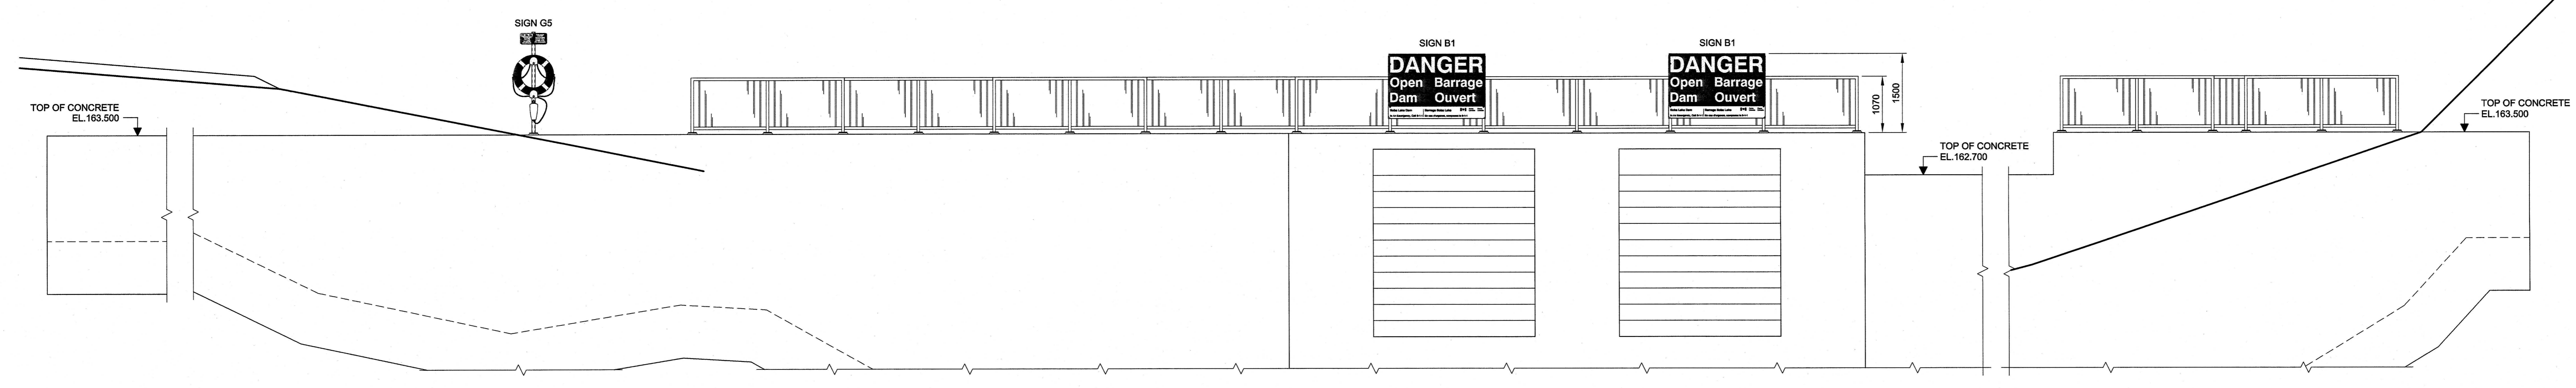 SIGN G5
SIGN B1
SIGN B1
DANGER
Open Barrage
Dam Ouvert
DANGER
Open Barrage
Dam Ouvert
1070
1500
TOP OF CONCRETE
EL.163.500
TOP OF CONCRETE
EL.163.500
TOP OF CONCRETE
EL.162.700